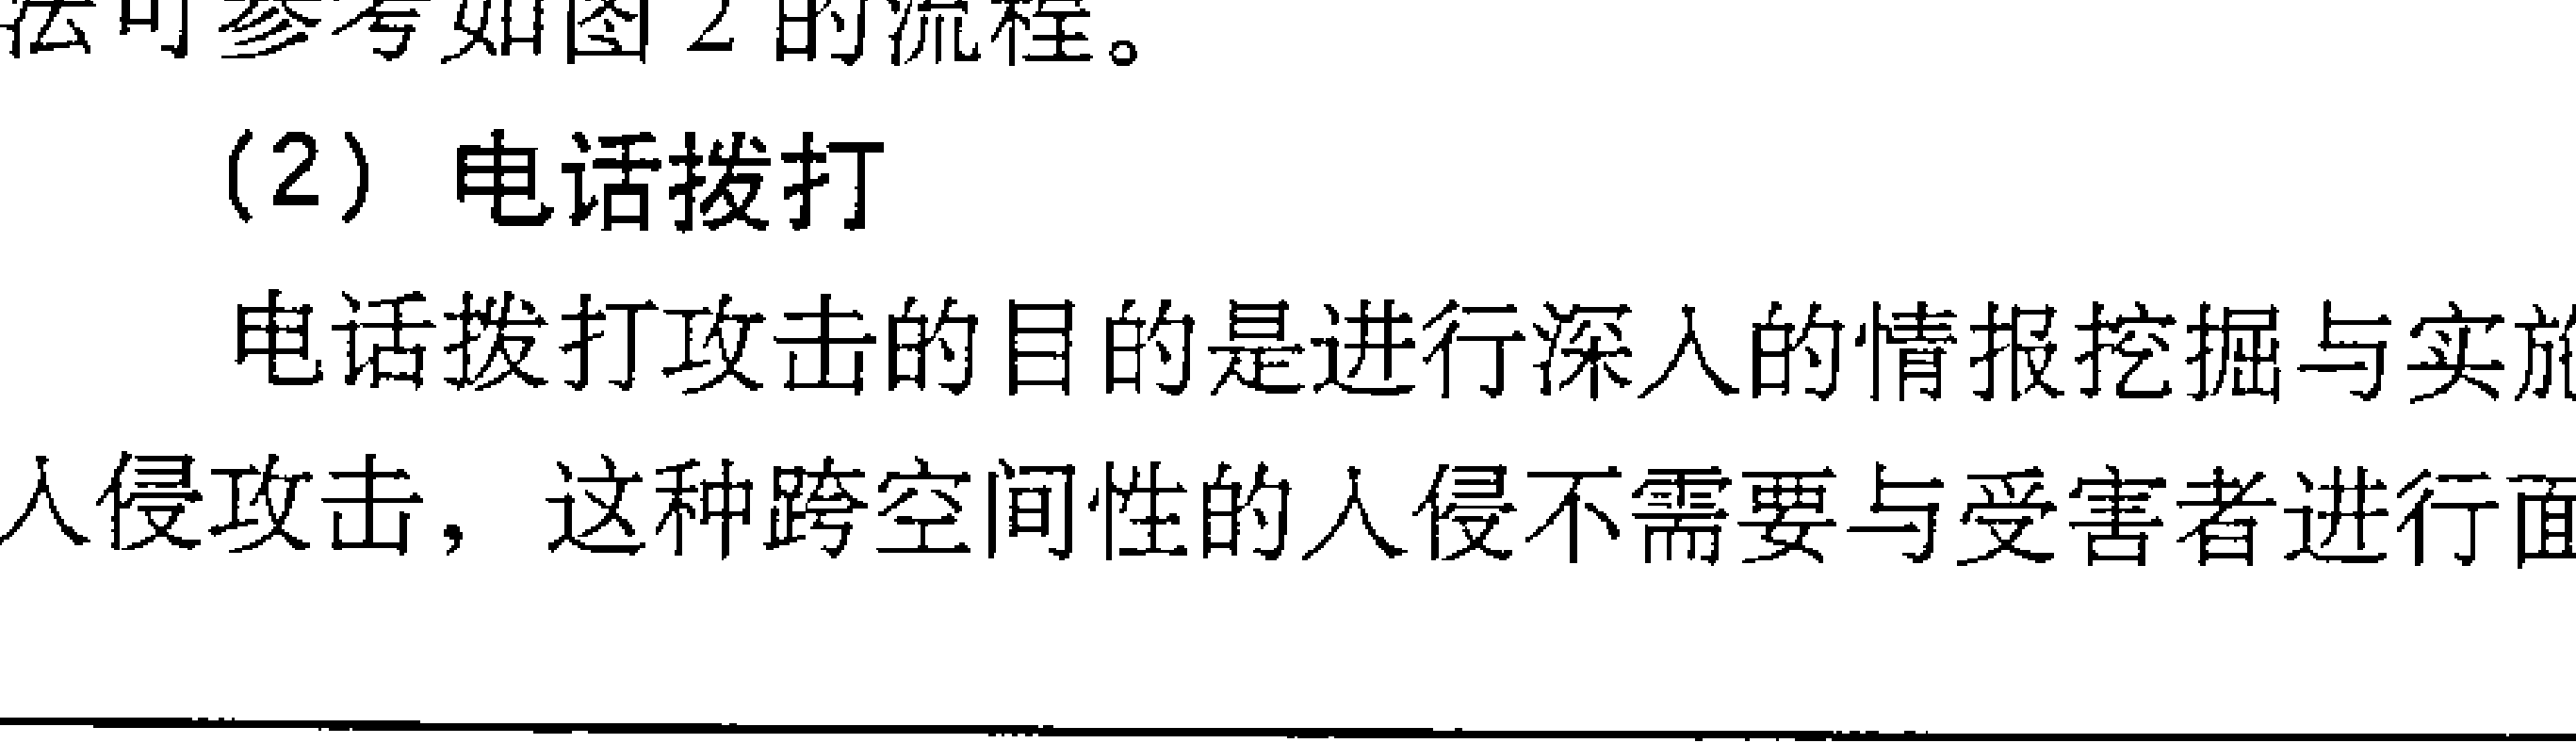 法可参考如图 2 的流程。
（2）电话拨打
电话拨打攻击的目的是进行深入的情报挖掘与实施
入侵攻击，这种跨空间性的入侵不需要与受害者进行面